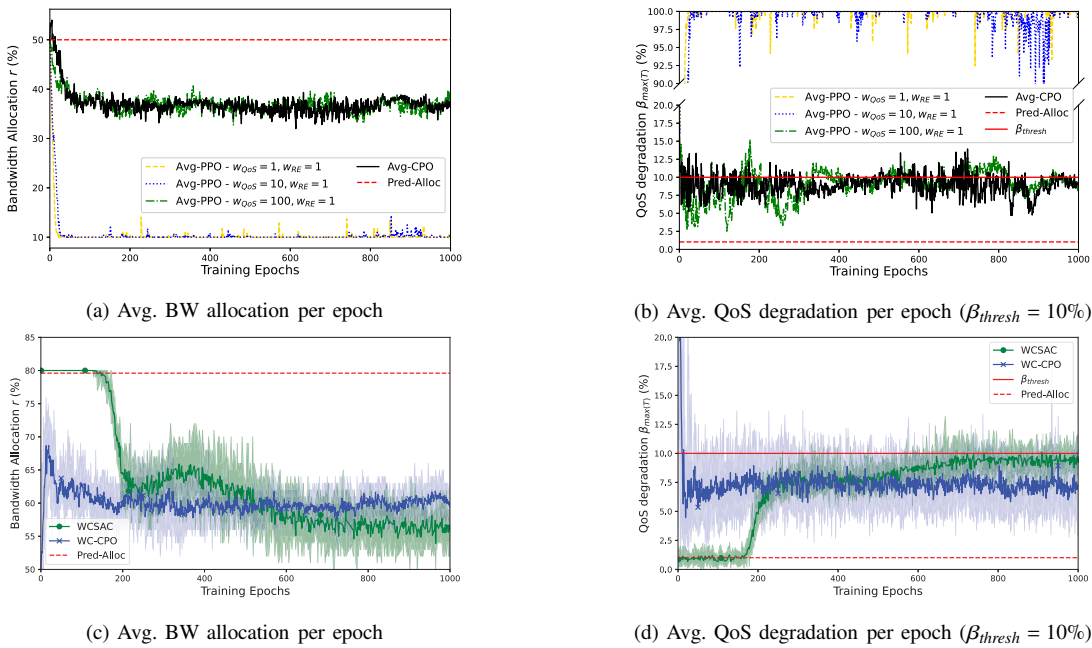 50
40
30
20
10
Bandwidth Allocation r (%)
Avg-PPO - w_QoS = 1, w_RE = 1
Avg-PPO - w_QoS = 10, w_RE = 1
Avg-PPO - w_QoS = 100, w_RE = 1
Avg-CPO
Pred-Alloc
0 200 400 600 800 1000
Training Epochs
(a) Avg. BW allocation per epoch
100.0
97.5
95.0
92.5
90.0
20.0
17.5
15.0
12.5
10.0
7.5
5.0
2.5
0.0
QoS degradation β_max(T) (%)
Avg-PPO - w_QoS = 1, w_RE = 1
Avg-PPO - w_QoS = 10, w_RE = 1
Avg-PPO - w_QoS = 100, w_RE = 1
Avg-CPO
Pred-Alloc
β_thresh
0 200 400 600 800 1000
Training Epochs
(b) Avg. QoS degradation per epoch (β_thresh = 10%)
85
80
75
70
65
60
55
50
Bandwidth Allocation r (%)
WCSAC
WC-CPO
Pred-Alloc
0 200 400 600 800 1000
Training Epochs
(c) Avg. BW allocation per epoch
20.0
17.5
15.0
12.5
10.0
7.5
5.0
2.5
0.0
QoS degradation β_max(T) (%)
WCSAC
WC-CPO
β_thresh
Pred-Alloc
0 200 400 600 800 1000
Training Epochs
(d) Avg. QoS degradation per epoch (β_thresh = 10%)